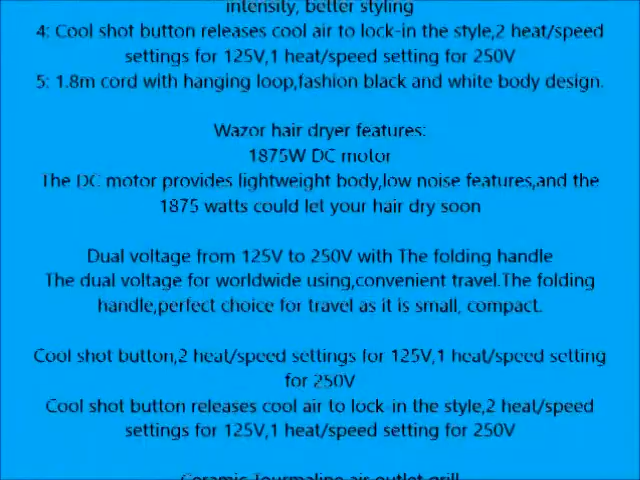 intensity, better styling
4: Cool shot button releases cool air to lock-in the style,2 heat/speed
settings for 125V,1 heat/speed setting for 250V
5: 1.8m cord with hanging loop,fashion black and white body design.
Wazor hair dryer features:
1875W DC motor
The DC motor provides lightweight body,low noise features,and the
1875 watts could let your hair dry soon
Dual voltage from 125V to 250V with The folding handle
The dual voltage for worldwide using,convenient travel.The folding
handle,perfect choice for travel as it is small, compact.
Cool shot button,2 heat/speed settings for 125V,1 heat/speed setting
for 250V
Cool shot button releases cool air to lock-in the style,2 heat/speed
settings for 125V,1 heat/speed setting for 250V
Ceramic Tourmaline air outlet grill